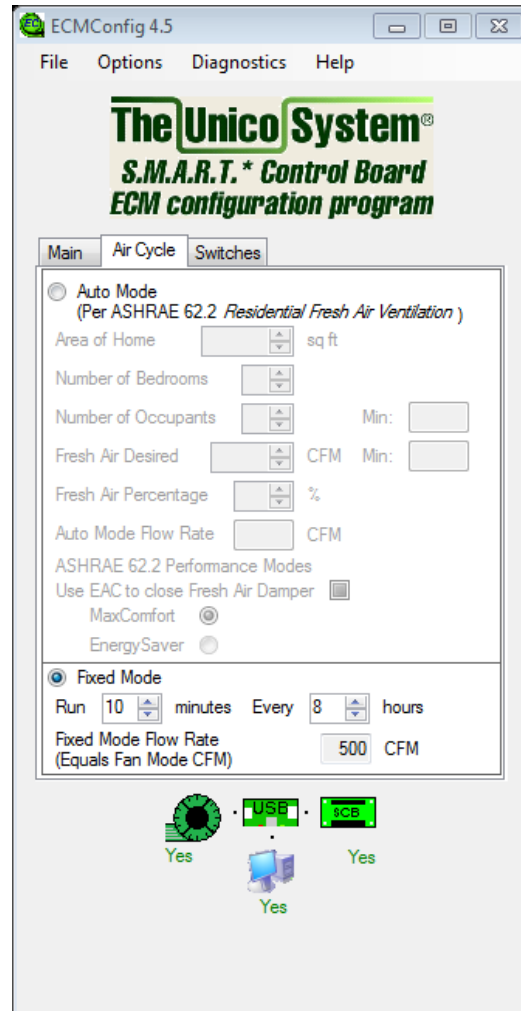 ECMConfig 4.5
File Options Diagnostics Help
The Unico System®
S.M.A.R.T.* Control Board
ECM configuration program
Main Air Cycle Switches
Auto Mode
(Per ASHRAE 62.2 Residential Fresh Air Ventilation )
Area of Home sq ft
Number of Bedrooms
Number of Occupants Min:
Fresh Air Desired CFM Min:
Fresh Air Percentage %
Auto Mode Flow Rate CFM
ASHRAE 62.2 Performance Modes
Use EAC to close Fresh Air Damper
MaxComfort
EnergySaver
Fixed Mode
Run 10 minutes Every 8 hours
Fixed Mode Flow Rate 500 CFM
(Equals Fan Mode CFM)
USB SCB
Yes Yes
Yes